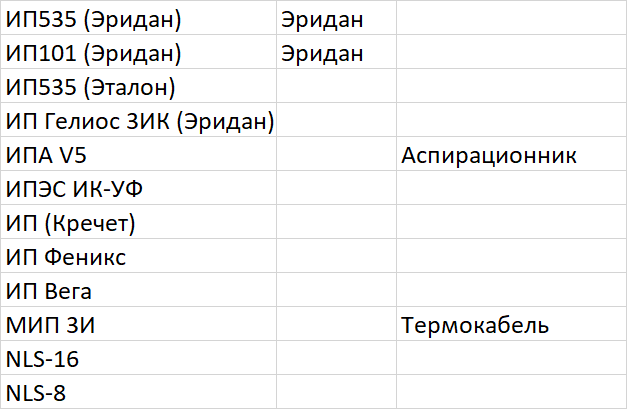 ИП535 (Эридан) Эридан
ИП101 (Эридан) Эридан
ИП535 (Эталон)
ИП Гелиос 3ИК (Эридан)
ИПА V5 Аспирационник
ИПЭС ИК-УФ
ИП (Кречет)
ИП Феникс
ИП Вега
МИП 3И Термокабель
NLS-16
NLS-8